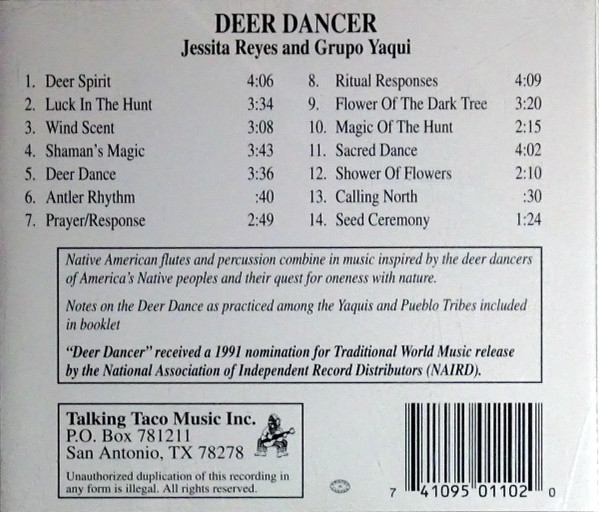 DEER DANCER
Jessita Reyes and Grupo Yaqui
1. Deer Spirit 4:06
2. Luck In The Hunt 3:34
3. Wind Scent 3:08
4. Shaman's Magic 3:43
5. Deer Dance 3:36
6. Antler Rhythm :40
7. Prayer/Response 2:49
8. Ritual Responses 4:09
9. Flower Of The Dark Tree 3:20
10. Magic Of The Hunt 2:15
11. Sacred Dance 4:02
12. Shower Of Flowers 2:10
13. Calling North :30
14. Seed Ceremony 1:24
Native American flutes and percussion combine in music inspired by the deer dancers
of America's Native peoples and their quest for oneness with nature.
Notes on the Deer Dance as practiced among the Yaquis and Pueblo Tribes included
in booklet
"Deer Dancer" received a 1991 nomination for Traditional World Music release
by the National Association of Independent Record Distributors (NAIRD).
Talking Taco Music Inc.
P.O. Box 781211
San Antonio, TX 78278
Unauthorized duplication of this recording in
any form is illegal. All rights reserved.
7 41095 01102 0